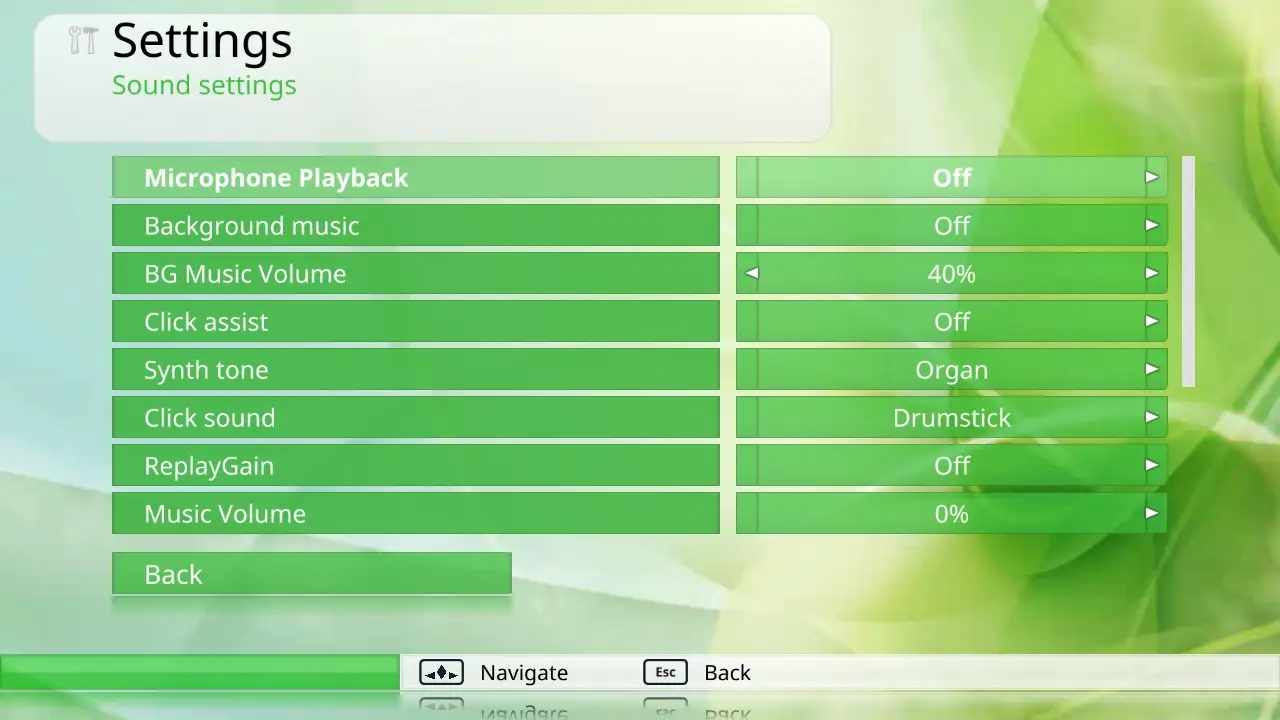 Settings
Sound settings
Microphone Playback Off
Background music Off
BG Music Volume 40%
Click assist Off
Synth tone Organ
Click sound Drumstick
ReplayGain Off
Music Volume 0%
Back
Navigate Esc Back